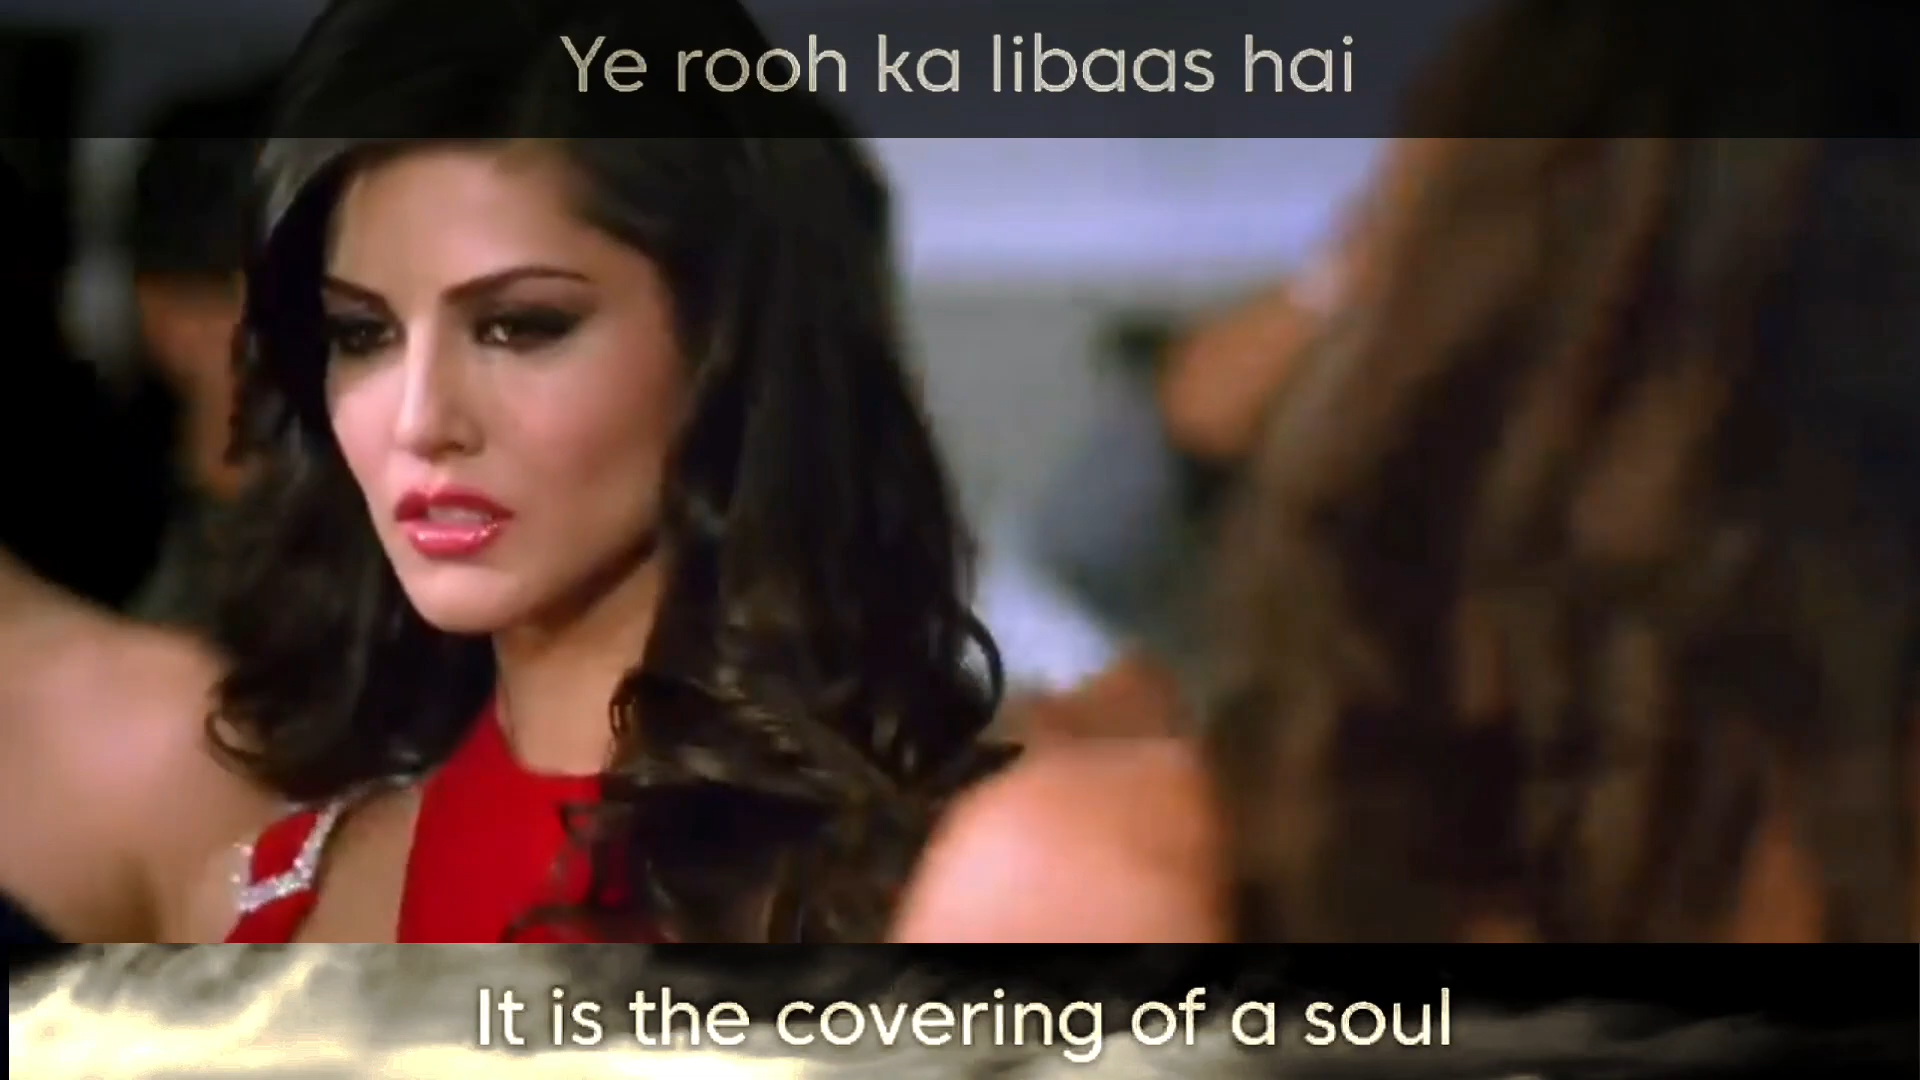 Ye rooh ka libaas hai
It is the covering of a soul